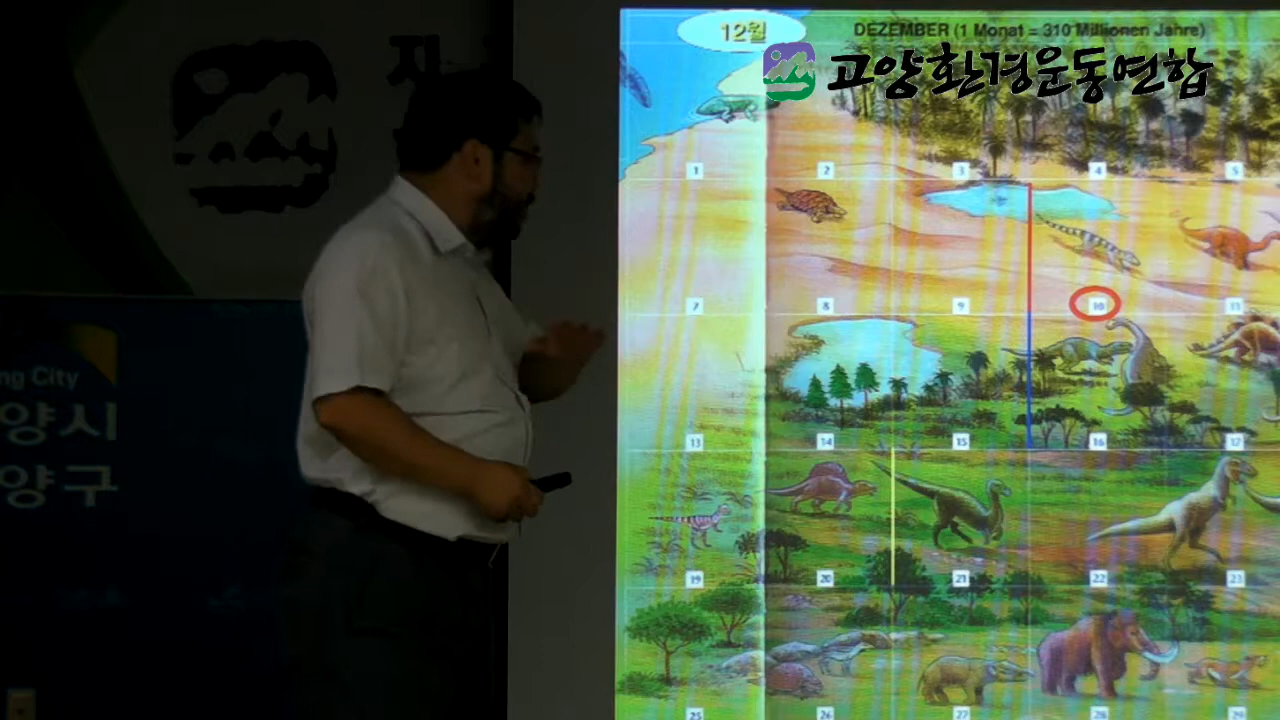 12월
DEZEMBER (1 Monat = 310 Millionen Jahre)
고양환경운동연합
1 2 3 4 5
7 8 9 10 11
13 14 15 16 17
19 20 21 22 23
25 26 27 28 29
ng City
양시
양구